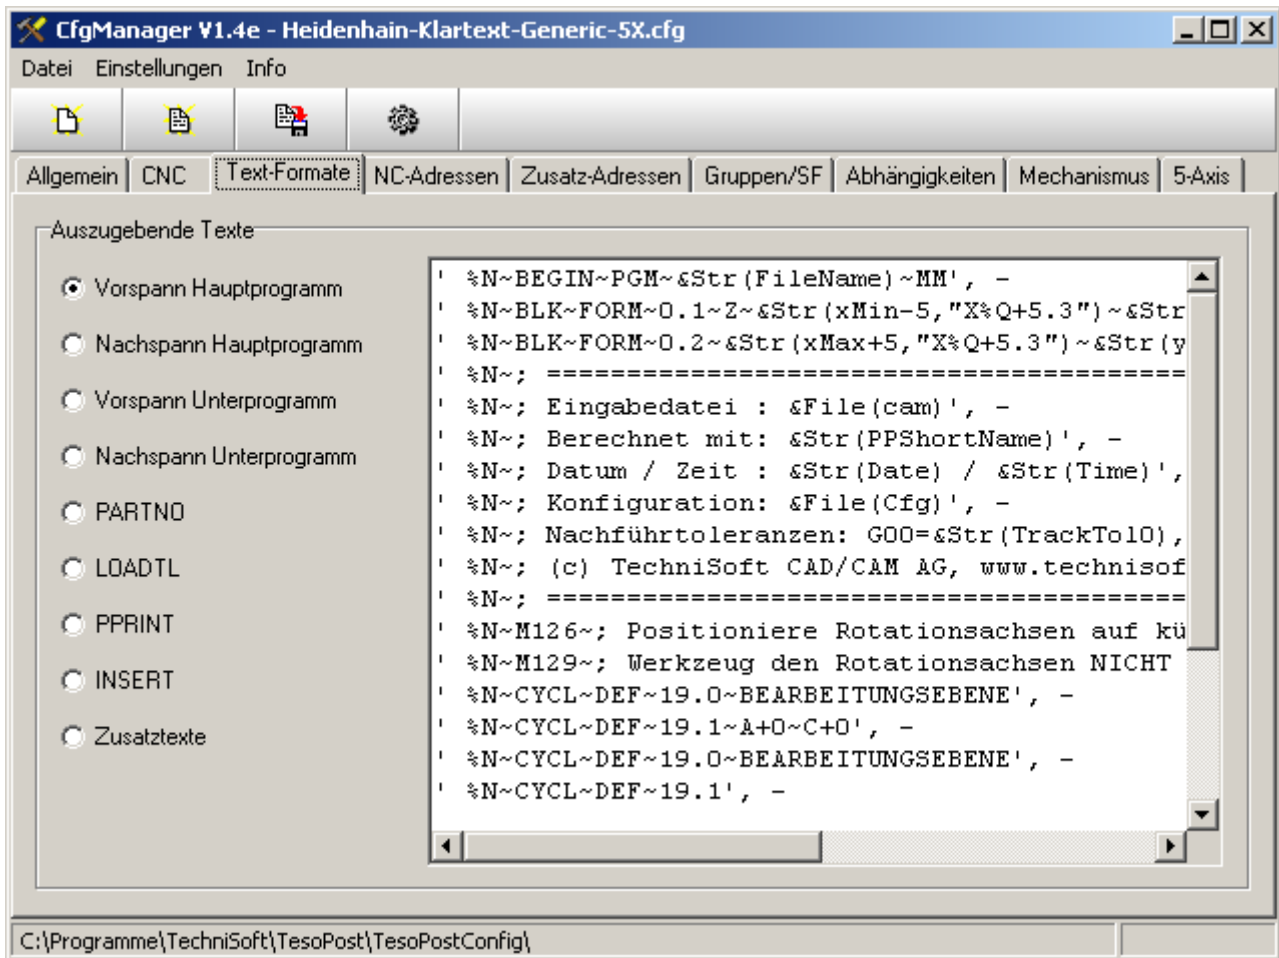 CfgManager V1.4e - Heidenhain-Klartext-Generic-5X.cfg
Datei Einstellungen Info
Allgemein CNC Text-Formate NC-Adressen Zusatz-Adressen Gruppen/SF Abhängigkeiten Mechanismus 5-Axis
Auszugebende Texte
Vorspann Hauptprogramm
Nachspann Hauptprogramm
Vorspann Unterprogramm
Nachspann Unterprogramm
PARTNO
LOADTL
PPRINT
INSERT
Zusatztexte
' %N~BEGIN~PGM~&Str(FileName)~MM', -
' %N~BLK~FORM~0.1~Z~&Str(xMin-5,"X%Q+5.3")~&Str
' %N~BLK~FORM~0.2~&Str(xMax+5,"X%Q+5.3")~&Str(y
' %N~; ========================================
' %N~; Eingabedatei : &File(cam)', -
' %N~; Berechnet mit: &Str(PPShortName)', -
' %N~; Datum / Zeit : &Str(Date) / &Str(Time)',
' %N~; Konfiguration: &File(Cfg)', -
' %N~; Nachführtoleranzen: G00=&Str(TrackTol0),
' %N~; (c) TechniSoft CAD/CAM AG, www.technisof
' %N~; ========================================
' %N~M126~; Positioniere Rotationsachsen auf kü
' %N~M129~; Werkzeug den Rotationsachsen NICHT
' %N~CYCL~DEF~19.0~BEARBEITUNGSEBENE', -
' %N~CYCL~DEF~19.1~A+0~C+0', -
' %N~CYCL~DEF~19.0~BEARBEITUNGSEBENE', -
' %N~CYCL~DEF~19.1', -
C:\Programme\TechniSoft\TesoPost\TesoPostConfig\